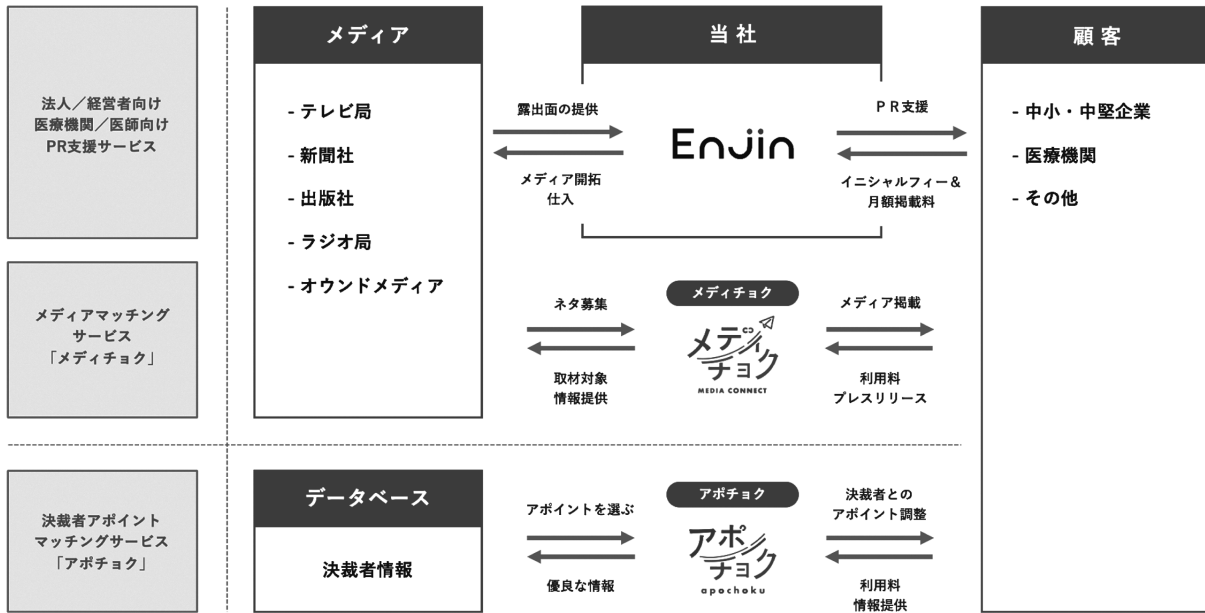 法人／経営者向け
医療機関／医師向け
PR支援サービス
メディア
- テレビ局
- 新聞社
- 出版社
- ラジオ局
- オウンドメディア
露出面の提供
メディア開拓
仕入
当社
Enjin
PR支援
イニシャルフィー＆
月額掲載料
顧客
- 中小・中堅企業
- 医療機関
- その他
メディアマッチング
サービス
「メディチョク」
ネタ募集
取材対象
情報提供
メディチョク
メディチョク
MEDIA CONNECT
メディア掲載
利用料
プレスリリース
決裁者アポイント
マッチングサービス
「アポチョク」
データベース
決裁者情報
アポイントを選ぶ
優良な情報
アポチョク
アポ
チョク
apochoku
決裁者との
アポイント調整
利用料
情報提供